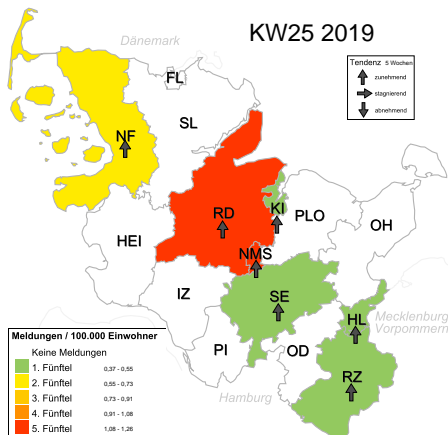 KW25 2019
Dänemark
Tendenz 5 Wochen
zunehmend
stagnierend
abnehmend
FL
SL
NF
RD
KI
PLO
OH
HEI
NMS
IZ
SE
HL
Mecklenburg
Vorpommern
PI
OD
RZ
Hamburg
Meldungen / 100.000 Einwohner
Keine Meldungen
1. Fünftel 0,37 - 0,55
2. Fünftel 0,55 - 0,73
3. Fünftel 0,73 - 0,91
4. Fünftel 0,91 - 1,08
5. Fünftel 1,08 - 1,26